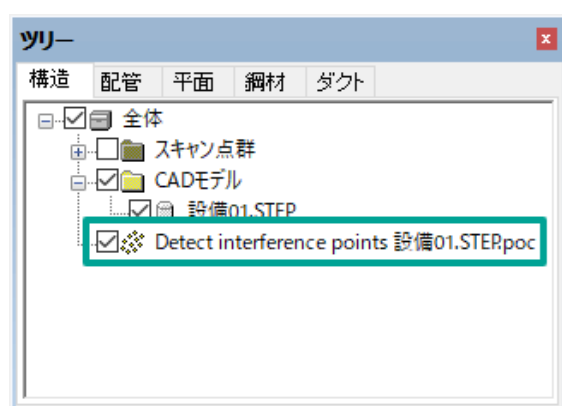 ツリー
構造 配管 平面 鋼材 ダクト
全体
スキャン点群
CADモデル
設備01.STEP
Detect interference points 設備01.STEP.poc